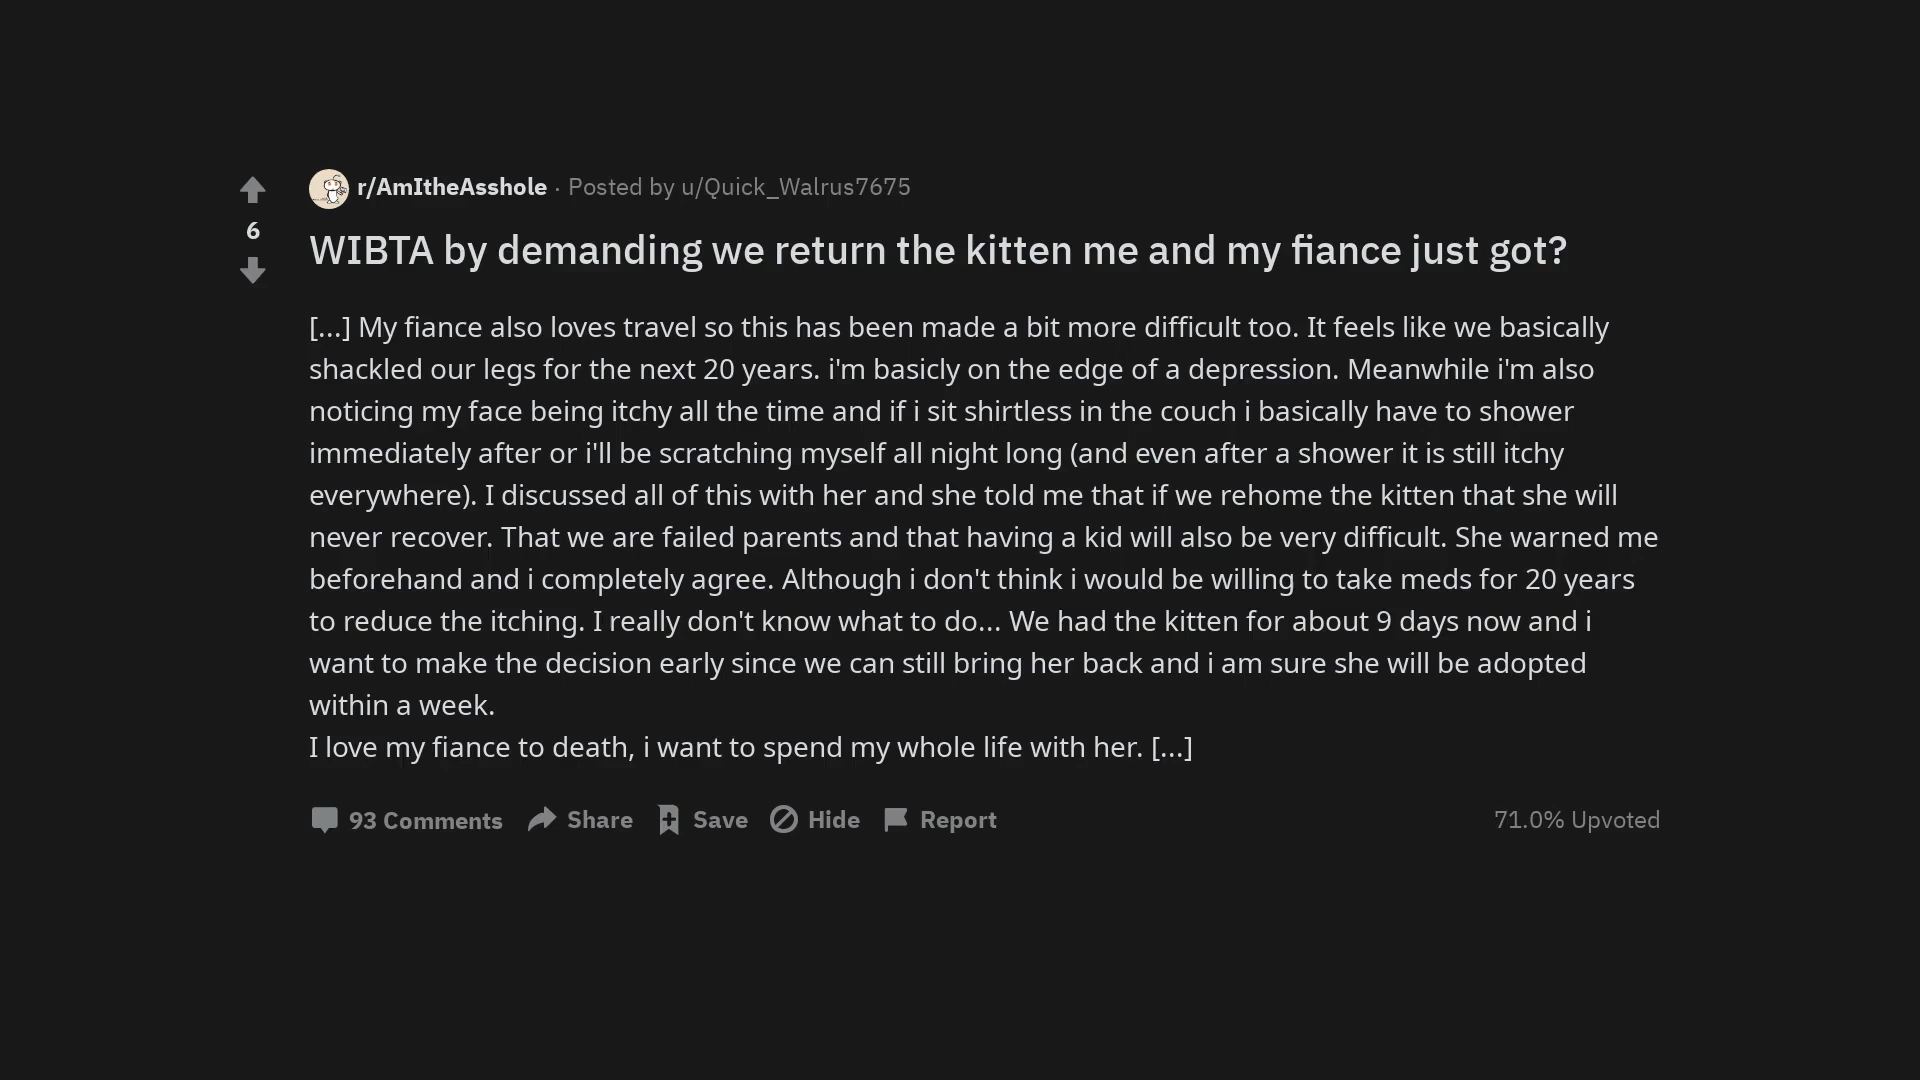 r/AmItheAsshole · Posted by u/Quick_Walrus7675
6
WIBTA by demanding we return the kitten me and my fiance just got?
[...] My fiance also loves travel so this has been made a bit more difficult too. It feels like we basically
shackled our legs for the next 20 years. i'm basicly on the edge of a depression. Meanwhile i'm also
noticing my face being itchy all the time and if i sit shirtless in the couch i basically have to shower
immediately after or i'll be scratching myself all night long (and even after a shower it is still itchy
everywhere). I discussed all of this with her and she told me that if we rehome the kitten that she will
never recover. That we are failed parents and that having a kid will also be very difficult. She warned me
beforehand and i completely agree. Although i don't think i would be willing to take meds for 20 years
to reduce the itching. I really don't know what to do... We had the kitten for about 9 days now and i
want to make the decision early since we can still bring her back and i am sure she will be adopted
within a week.
I love my fiance to death, i want to spend my whole life with her. [...]
93 Comments Share Save Hide Report 71.0% Upvoted